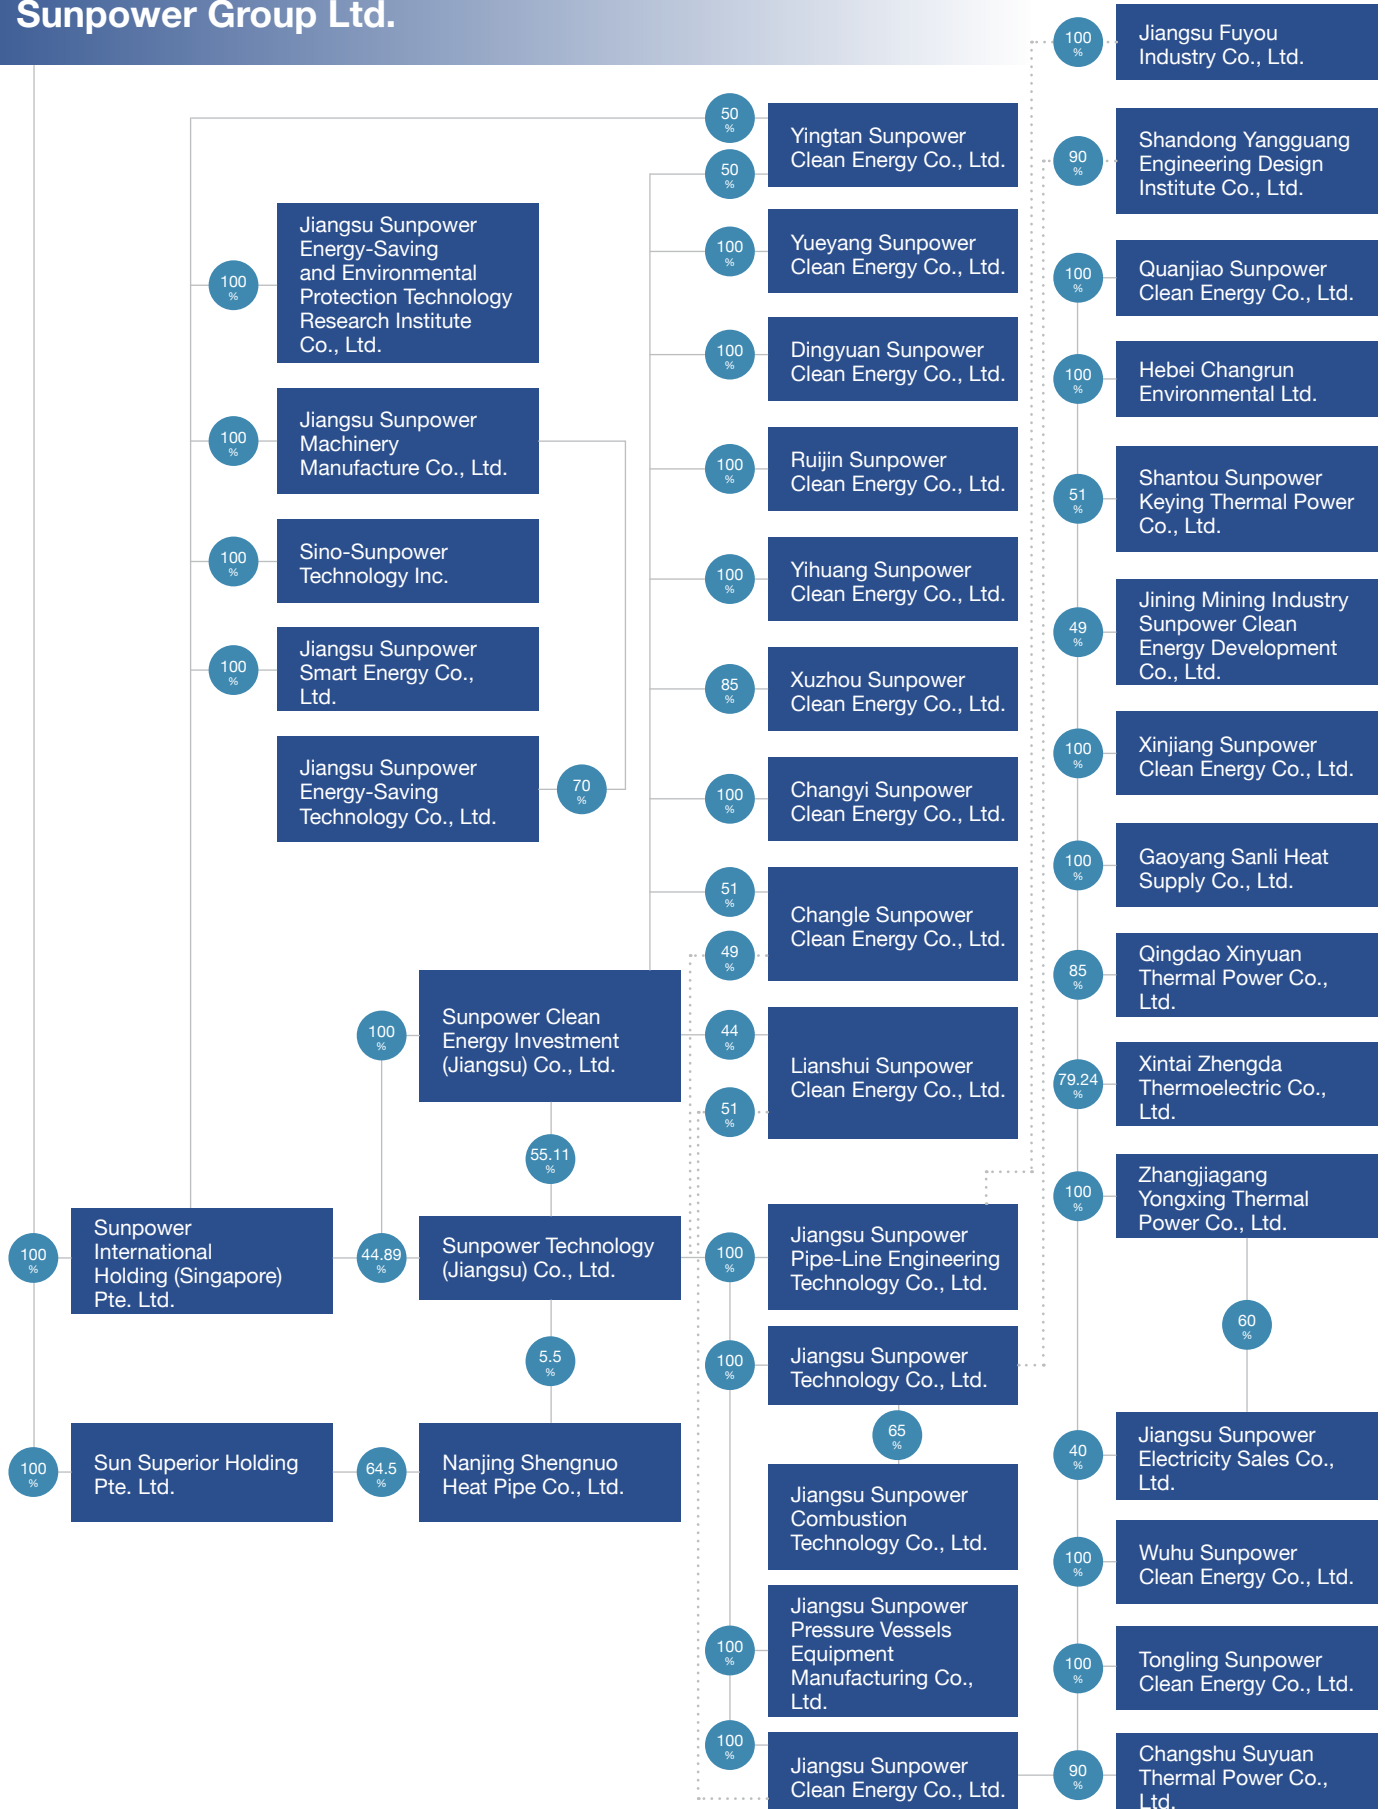 Sunpower Group Ltd.
100
%
Sunpower
International
Holding (Singapore)
Pte. Ltd.
100
%
Sun Superior Holding
Pte. Ltd.
100
%
Jiangsu Sunpower
Energy-Saving
and Environmental
Protection Technology
Research Institute
Co., Ltd.
100
%
Jiangsu Sunpower
Machinery
Manufacture Co., Ltd.
100
%
Sino-Sunpower
Technology Inc.
100
%
Jiangsu Sunpower
Smart Energy Co.,
Ltd.
Jiangsu Sunpower
Energy-Saving
Technology Co., Ltd.
70
%
100
%
Sunpower Clean
Energy Investment
(Jiangsu) Co., Ltd.
55.11
%
44.89
%
Sunpower Technology
(Jiangsu) Co., Ltd.
5.5
%
64.5
%
Nanjing Shengnuo
Heat Pipe Co., Ltd.
50
%
50
%
Yingtan Sunpower
Clean Energy Co., Ltd.
100
%
Yueyang Sunpower
Clean Energy Co., Ltd.
100
%
Dingyuan Sunpower
Clean Energy Co., Ltd.
100
%
Ruijin Sunpower
Clean Energy Co., Ltd.
100
%
Yihuang Sunpower
Clean Energy Co., Ltd.
85
%
Xuzhou Sunpower
Clean Energy Co., Ltd.
100
%
Changyi Sunpower
Clean Energy Co., Ltd.
51
%
49
%
Changle Sunpower
Clean Energy Co., Ltd.
44
%
51
%
Lianshui Sunpower
Clean Energy Co., Ltd.
100
%
Jiangsu Sunpower
Pipe-Line Engineering
Technology Co., Ltd.
100
%
Jiangsu Sunpower
Technology Co., Ltd.
65
%
Jiangsu Sunpower
Combustion
Technology Co., Ltd.
100
%
Jiangsu Sunpower
Pressure Vessels
Equipment
Manufacturing Co.,
Ltd.
100
%
Jiangsu Sunpower
Clean Energy Co., Ltd.
100
%
Jiangsu Fuyou
Industry Co., Ltd.
90
%
Shandong Yangguang
Engineering Design
Institute Co., Ltd.
100
%
Quanjiao Sunpower
Clean Energy Co., Ltd.
100
%
Hebei Changrun
Environmental Ltd.
51
%
Shantou Sunpower
Keying Thermal Power
Co., Ltd.
49
%
Jining Mining Industry
Sunpower Clean
Energy Development
Co., Ltd.
100
%
Xinjiang Sunpower
Clean Energy Co., Ltd.
100
%
Gaoyang Sanli Heat
Supply Co., Ltd.
85
%
Qingdao Xinyuan
Thermal Power Co.,
Ltd.
79.24
%
Xintai Zhengda
Thermoelectric Co.,
Ltd.
100
%
Zhangjiagang
Yongxing Thermal
Power Co., Ltd.
60
%
40
%
Jiangsu Sunpower
Electricity Sales Co.,
Ltd.
100
%
Wuhu Sunpower
Clean Energy Co., Ltd.
100
%
Tongling Sunpower
Clean Energy Co., Ltd.
90
%
Changshu Suyuan
Thermal Power Co.,
Ltd.